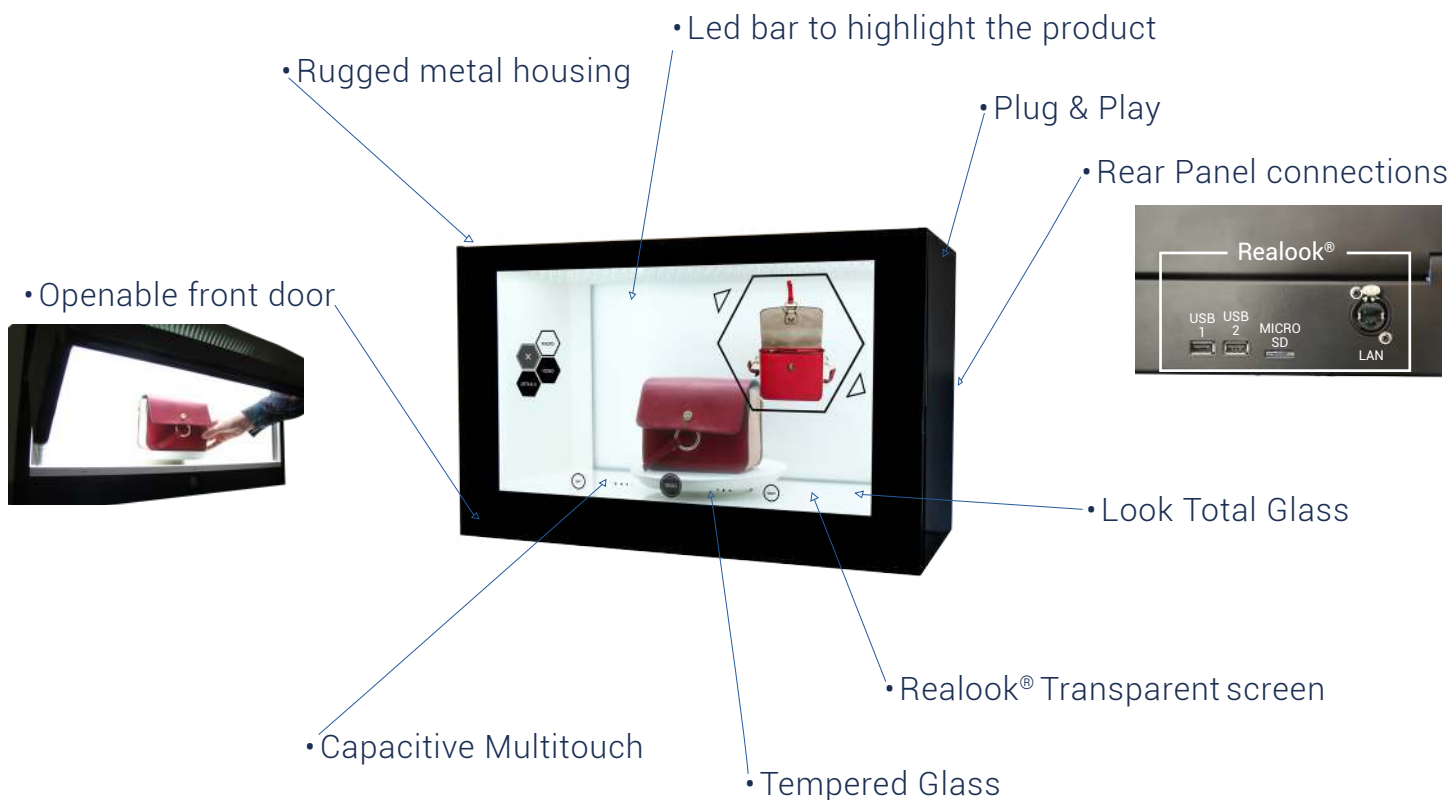 • Led bar to highlight the product
• Rugged metal housing
• Plug & Play
• Rear Panel connections
Realook®
USB
1
USB
2
MICRO
SD
LAN
• Openable front door
PHOTO
X
VIDEO
DETAILS
• Look Total Glass
• Realook® Transparent screen
• Capacitive Multitouch
• Tempered Glass